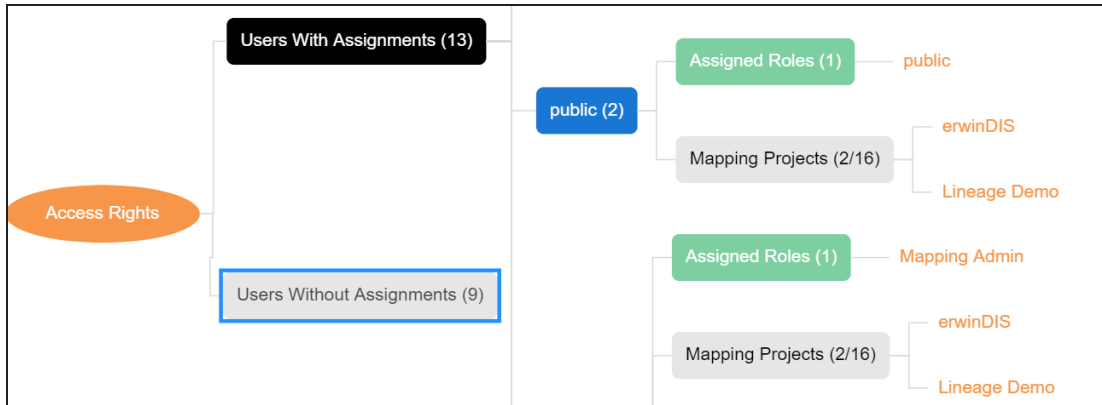 Users With Assignments (13)
Assigned Roles (1)
public
public (2)
erwinDIS
Mapping Projects (2/16)
Lineage Demo
Access Rights
Assigned Roles (1)
Mapping Admin
Users Without Assignments (9)
erwinDIS
Mapping Projects (2/16)
Lineage Demo